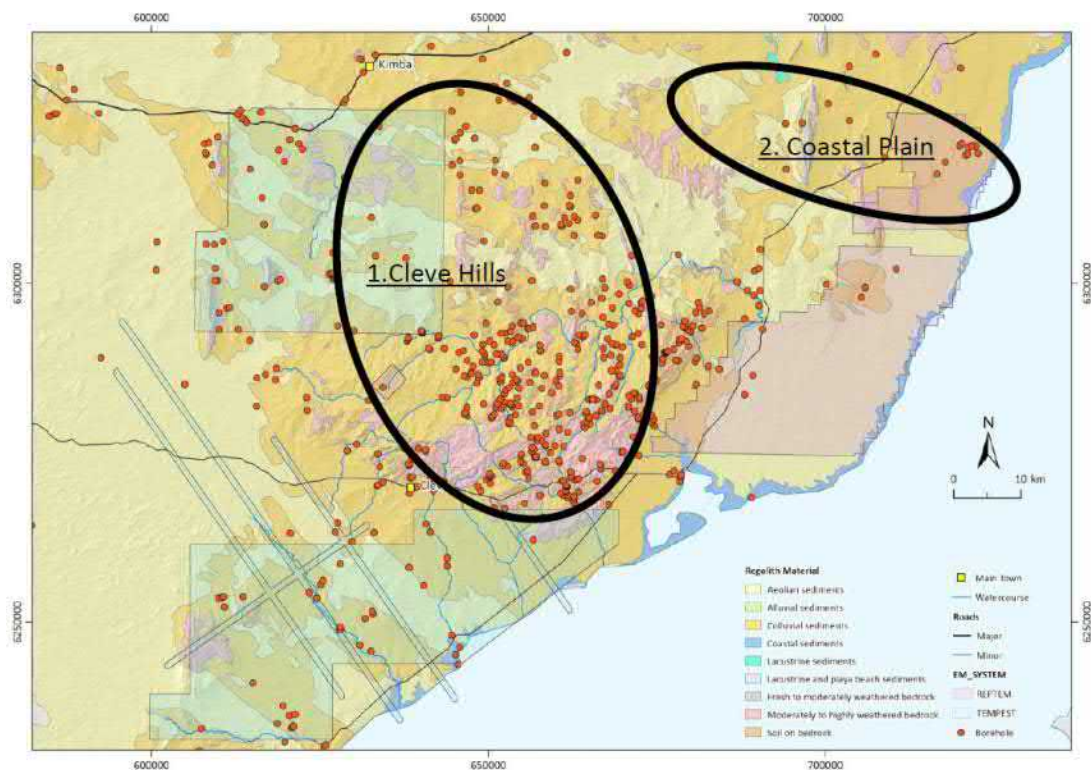 600000
650000
700000
Kimba
2. Coastal Plain
1.Cleve Hills
6300000
6300000
N
0 10 km
Regolith Material
Aeolian sediments
Alluvial sediments
Colluvial sediments
Coastal sediments
Lacustrine sediments
Lacustrine and playa beach sediments
Fresh to moderately weathered bedrock
Moderately to highly weathered bedrock
Soil on bedrock
Main Town
Watercourse
Roads
Major
Minor
EM_SYSTEM
REPTEM
TEMPEST
Borehole
6250000
6250000
600000
650000
700000